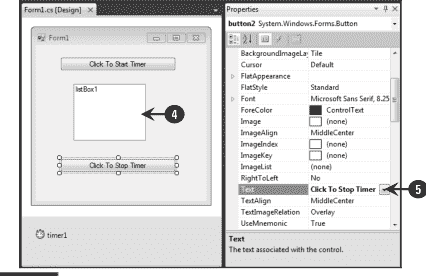 Form1.cs [Design]
Form1
Click To Start Timer
listBox1
4
Click To Stop Timer
timer1
Properties
button2 System.Windows.Forms.Button
BackgroundImageLay Tile
Cursor Default
FlatAppearance
FlatStyle Standard
Font Microsoft Sans Serif, 8.25
ForeColor ControlText
Image (none)
ImageAlign MiddleCenter
ImageIndex (none)
ImageKey (none)
ImageList (none)
RightToLeft No
Text Click To Stop Timer
5
TextAlign MiddleCenter
TextImageRelation Overlay
UseMnemonic True
Text
The text associated with the control.